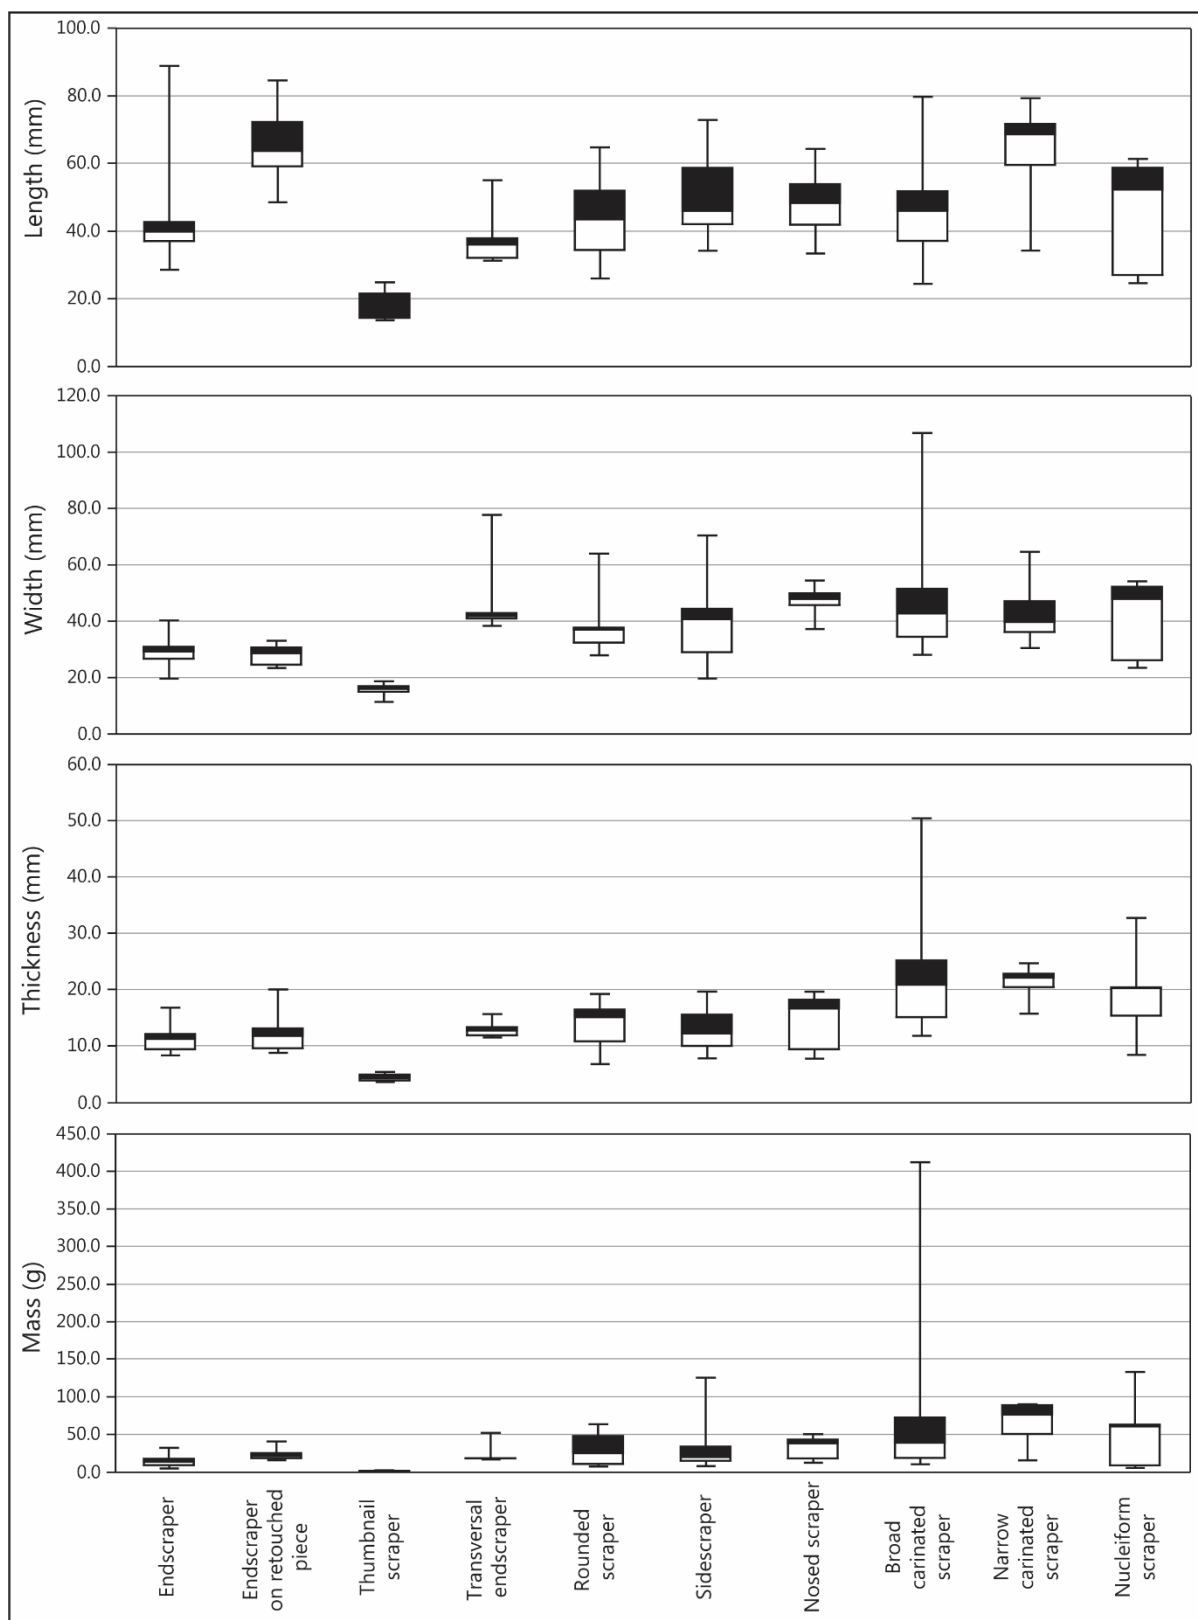 Length (mm)
100.0
80.0
60.0
40.0
20.0
0.0
Width (mm)
120.0
100.0
80.0
60.0
40.0
20.0
0.0
Thickness (mm)
60.0
50.0
40.0
30.0
20.0
10.0
0.0
Mass (g)
450.0
400.0
350.0
300.0
250.0
200.0
150.0
100.0
50.0
0.0
Endscraper
Endscraper
on retouched
piece
Thumbnail
scraper
Transversal
endscraper
Rounded
scraper
Sidescraper
Nosed scraper
Broad
carinated
scraper
Narrow
carinated
scraper
Nucleiform
scraper